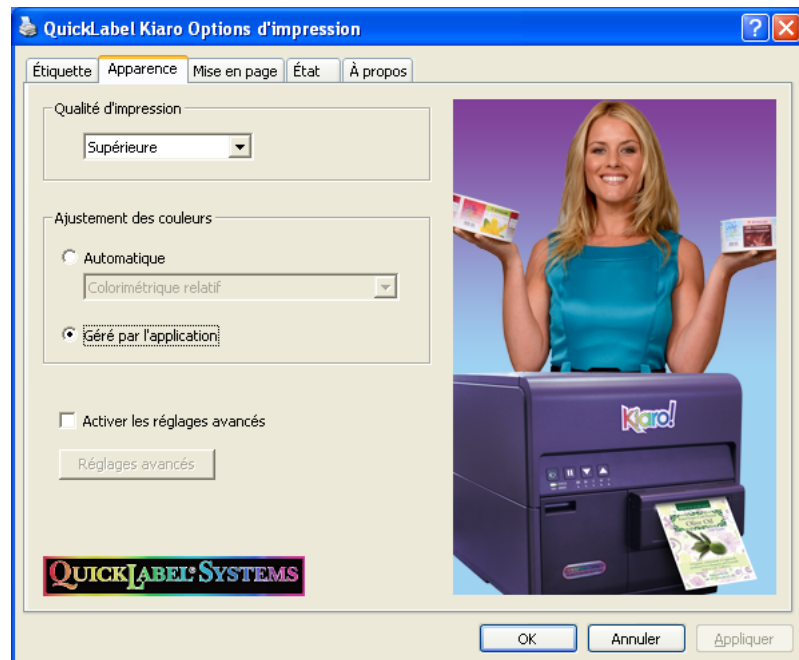 QuickLabel Kiaro Options d'impression
Étiquette Apparence Mise en page État À propos
Qualité d'impression
Supérieure
Ajustement des couleurs
Automatique
Colorimétrique relatif
Géré par l'application
Activer les réglages avancés
Réglages avancés
QUICKLABEL® SYSTEMS
Kiaro!
Olive Oil
OK Annuler Appliquer